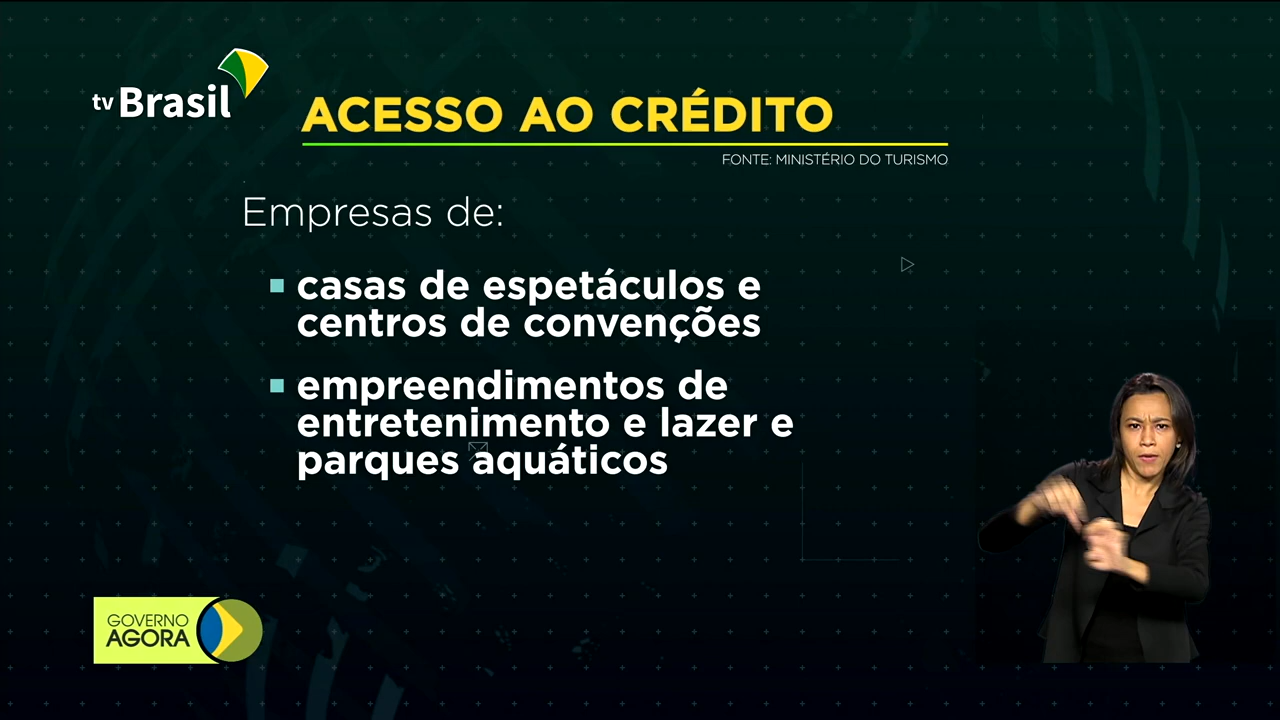 tv Brasil
ACESSO AO CRÉDITO
FONTE: MINISTÉRIO DO TURISMO
Empresas de:
casas de espetáculos e
centros de convenções
empreendimentos de
entretenimento e lazer e
parques aquáticos
GOVERNO
AGORA